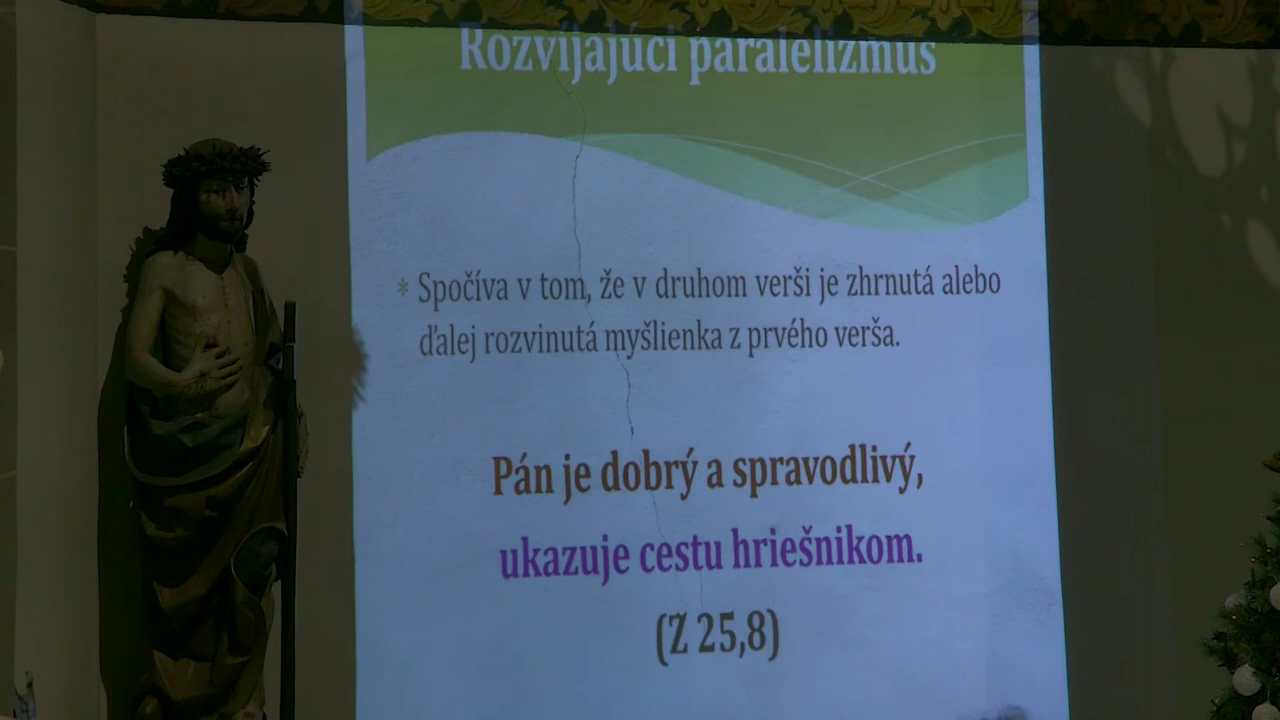 Rozvíjajúci paralelizmus
* Spočíva v tom, že v druhom verši je zhrnutá alebo
ďalej rozvinutá myšlienka z prvého verša.
Pán je dobrý a spravodlivý,
ukazuje cestu hriešnikom.
(Ž 25,8)